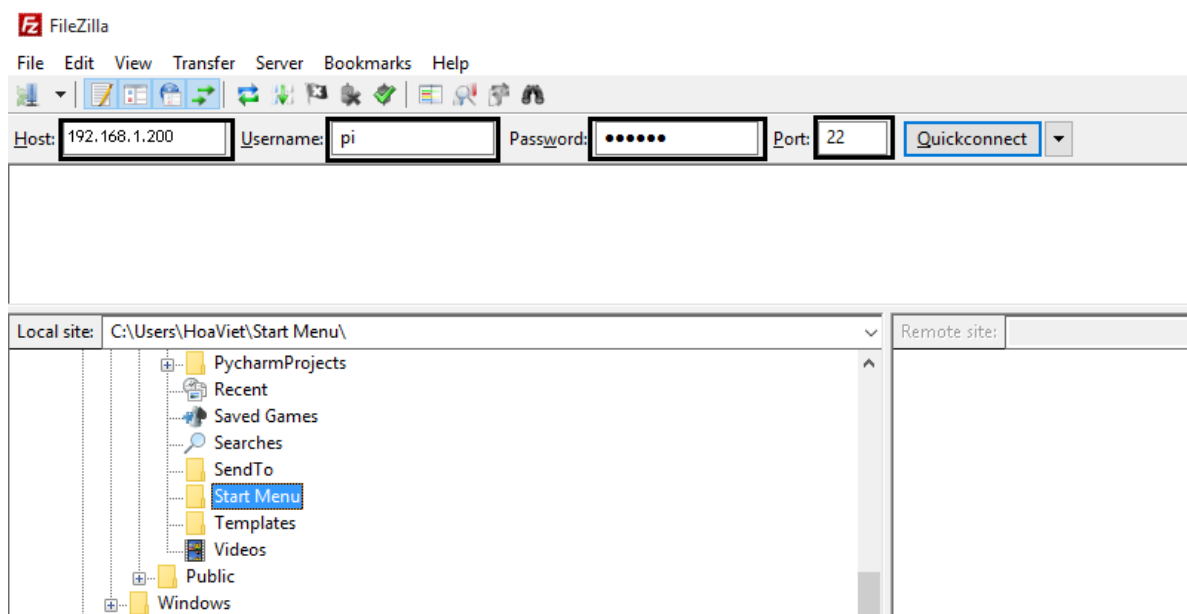 FileZilla
File Edit View Transfer Server Bookmarks Help
Host: 192.168.1.200 Username: pi Password: ●●●●●● Port: 22 Quickconnect
Local site: C:\Users\HoaViet\Start Menu\ Remote site:
PycharmProjects
Recent
Saved Games
Searches
SendTo
Start Menu
Templates
Videos
Public
Windows